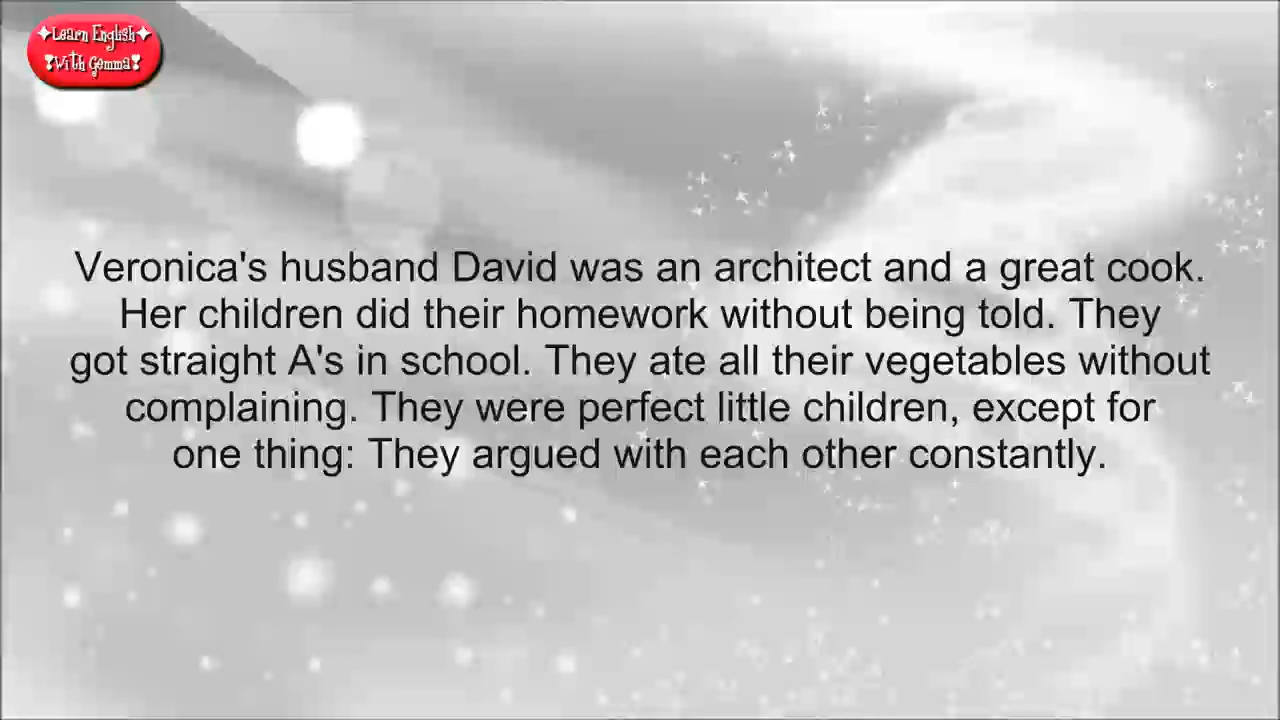 ✦Learn English✦
❣With Gemma❣
Veronica's husband David was an architect and a great cook.
Her children did their homework without being told. They
got straight A's in school. They ate all their vegetables without
complaining. They were perfect little children, except for
one thing: They argued with each other constantly.